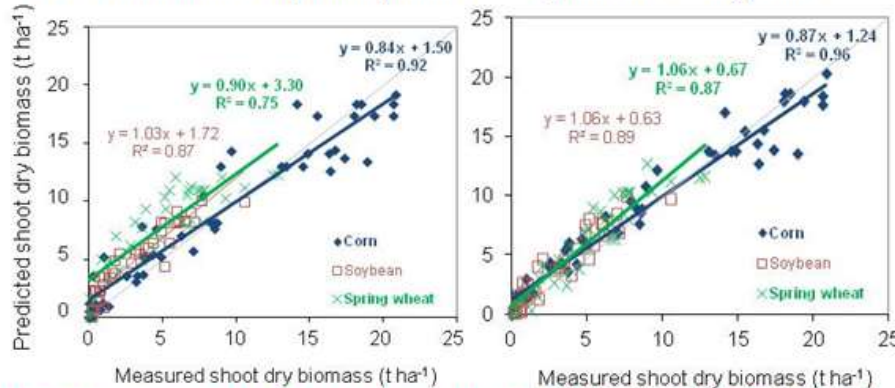 Predicted shoot dry biomass (t ha⁻¹)
25
20
15
10
5
0
y = 0.84x + 1.50
R² = 0.92
y = 0.90x + 3.30
R² = 0.75
y = 1.03x + 1.72
R² = 0.87
Corn
Soybean
Spring wheat
0 5 10 15 20 25
Measured shoot dry biomass (t ha⁻¹)
25
20
15
10
5
0
y = 0.87x + 1.24
R² = 0.96
y = 1.06x + 0.67
R² = 0.87
y = 1.06x + 0.63
R² = 0.89
Corn
Soybean
Spring wheat
0 5 10 15 20 25
Measured shoot dry biomass (t ha⁻¹)